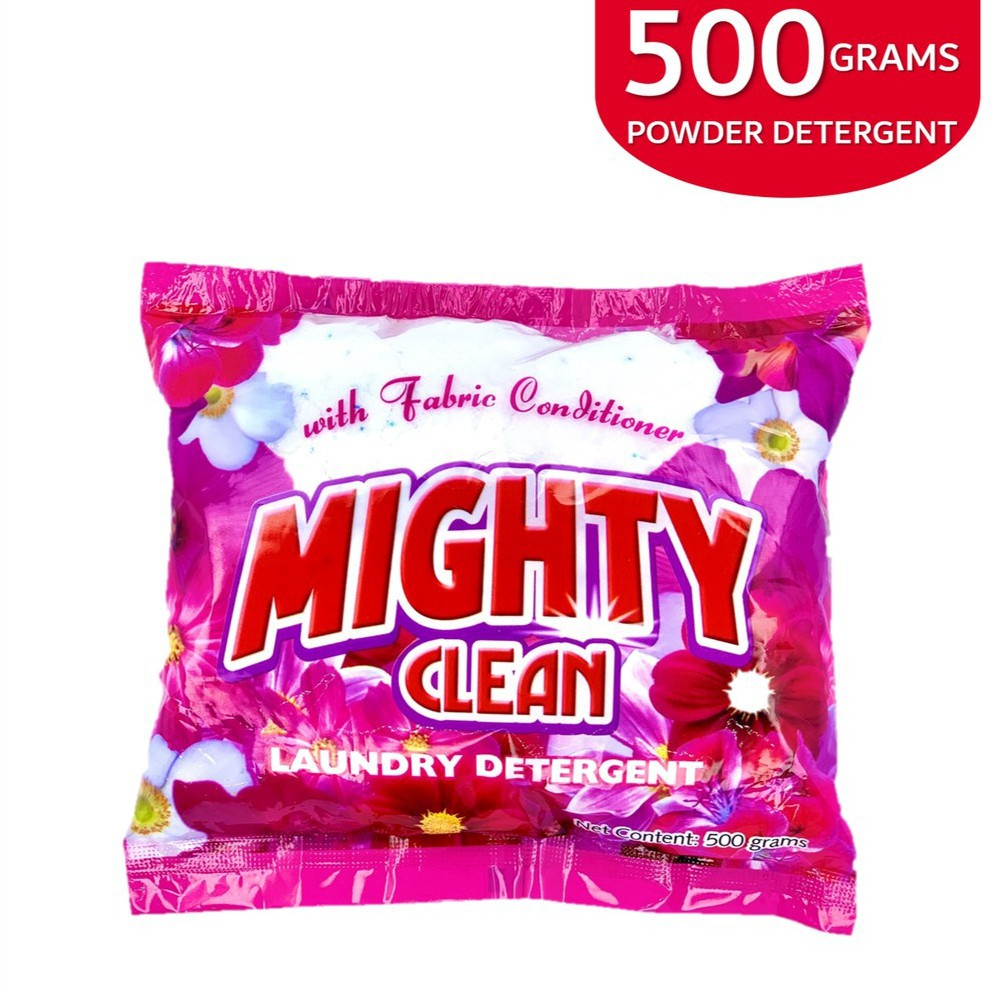 500 GRAMS
POWDER DETERGENT
with Fabric Conditioner
MIGHTY
CLEAN
LAUNDRY DETERGENT
Net Content: 500 grams